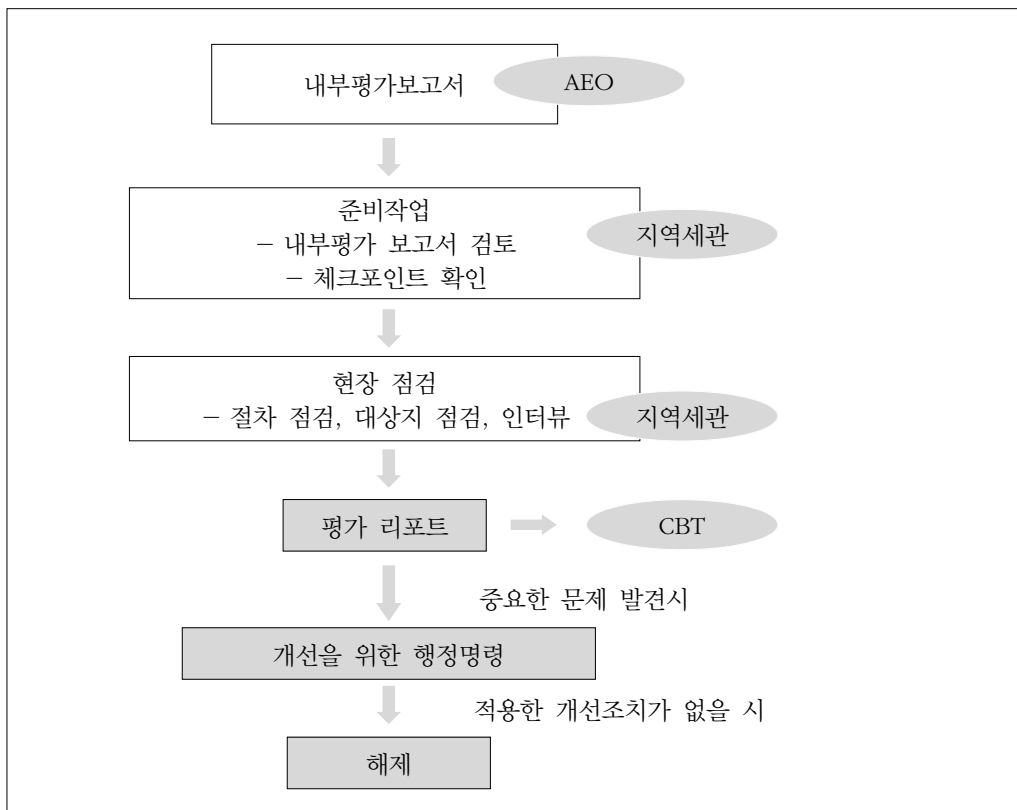 내부평가보고서
AEO
준비작업
– 내부평가 보고서 검토
– 체크포인트 확인
지역세관
현장 점검
– 절차 점검, 대상지 점검, 인터뷰
지역세관
평가 리포트
CBT
중요한 문제 발견시
개선을 위한 행정명령
적용한 개선조치가 없을 시
해제